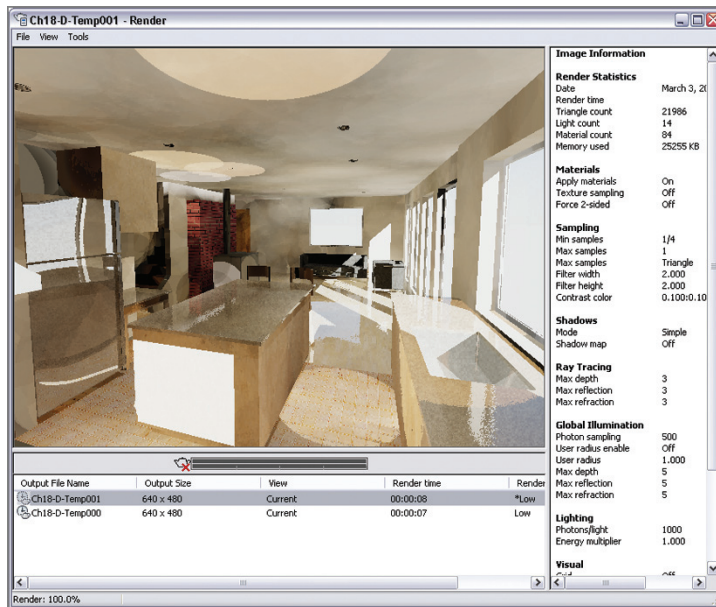 Ch18-D-Temp001 - Render
File View Tools
Image Information
Render Statistics
Date March 3, 20
Render time
Triangle count 21986
Light count 14
Material count 84
Memory used 25255 KB
Materials
Apply materials On
Texture sampling Off
Force 2-sided Off
Sampling
Min samples 1/4
Max samples 1
Max samples Triangle
Filter width 2.000
Filter height 2.000
Contrast color 0.100:0.10
Shadows
Mode Simple
Shadow map Off
Ray Tracing
Max depth 3
Max reflection 3
Max refraction 3
Global Illumination
Photon sampling 500
User radius enable Off
User radius 1.000
Max depth 5
Max reflection 5
Max refraction 5
Lighting
Photons/light 1000
Energy multiplier 1.000
Visual
Output File Name Output Size View Render time Render
Ch18-D-Temp001 640 x 480 Current 00:00:08 *Low
Ch18-D-Temp000 640 x 480 Current 00:00:07 Low
Render: 100.0%